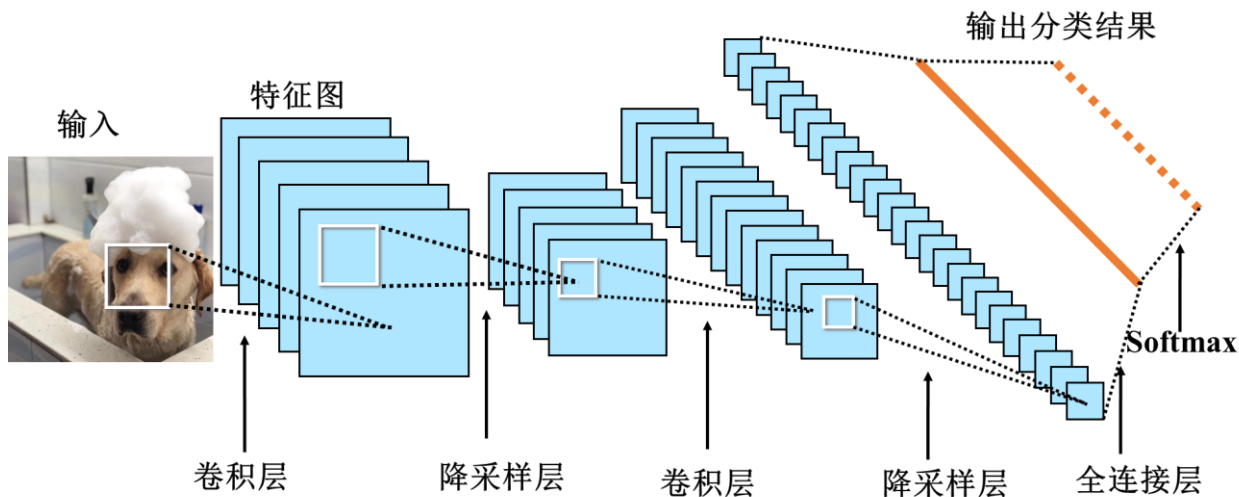 输入
特征图
输出分类结果
Softmax
卷积层
降采样层
卷积层
降采样层
全连接层